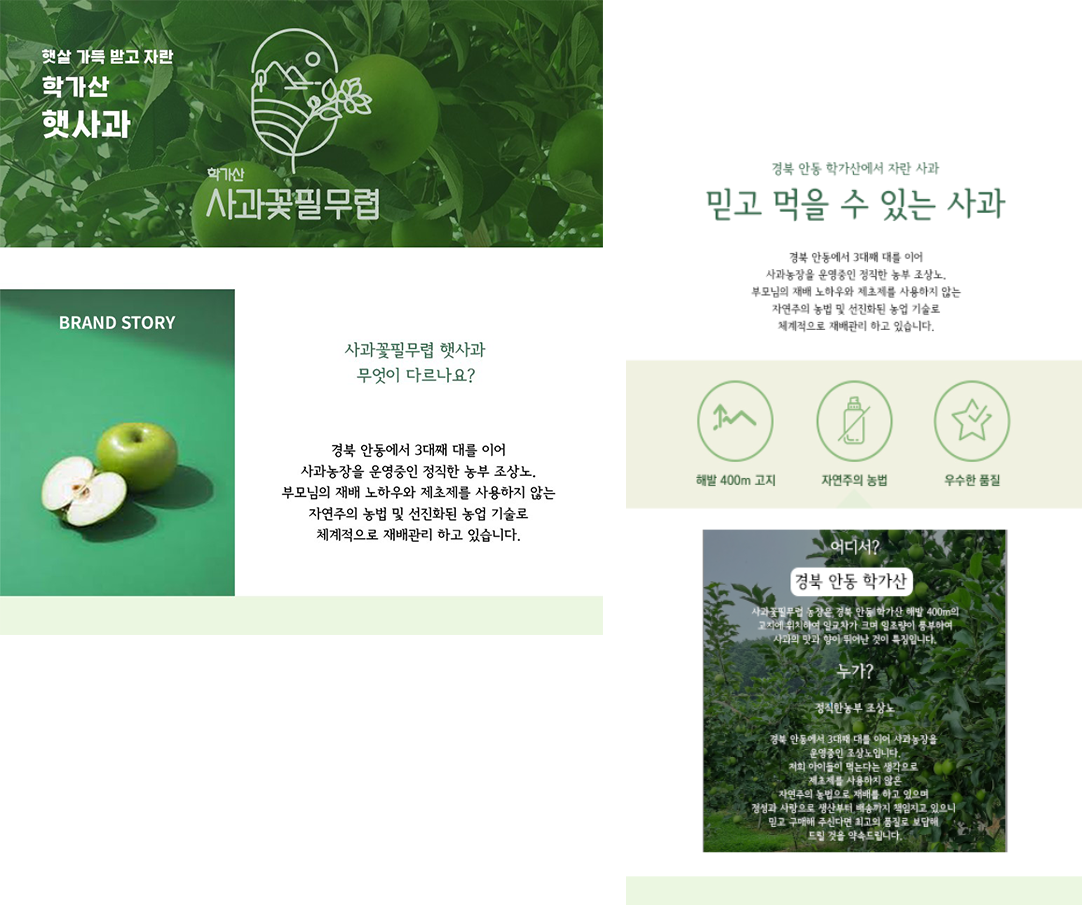 햇살 가득 받고 자란
학가산
햇사과
학가산
사과꽃필무렵
BRAND STORY
사과꽃필무렵 햇사과
무엇이 다르나요?
경북 안동에서 3대째 대를 이어
사과농장을 운영중인 정직한 농부 조상노.
부모님의 재배 노하우와 제초제를 사용하지 않는
자연주의 농법 및 선진화된 농업 기술로
체계적으로 재배관리 하고 있습니다.
경북 안동 학가산에서 자란 사과
믿고 먹을 수 있는 사과
경북 안동에서 3대째 대를 이어
사과농장을 운영중인 정직한 농부 조상노.
부모님의 재배 노하우와 제초제를 사용하지 않는
자연주의 농법 및 선진화된 농업 기술로
체계적으로 재배관리 하고 있습니다.
해발 400m 고지
자연주의 농법
우수한 품질
어디서?
경북 안동 학가산
사과꽃필무렵 농장은 경북 안동 학가산 해발 400m의
고지에 위치하여 일교차가 크며 일조량이 풍부하여
사과의 맛과 향이 뛰어난 것이 특징입니다.
누가?
정직한농부 조상노
경북 안동에서 3대째 대를 이어 사과농장을
운영중인 조상노입니다.
저희 아이들이 먹는다는 생각으로
제초제를 사용하지 않은
자연주의 농법으로 재배를 하고 있으며
정성과 사랑으로 생산부터 배송까지 책임지고 있으니
믿고 구매해 주신다면 최고의 품질로 보답해
드릴 것을 약속드립니다.